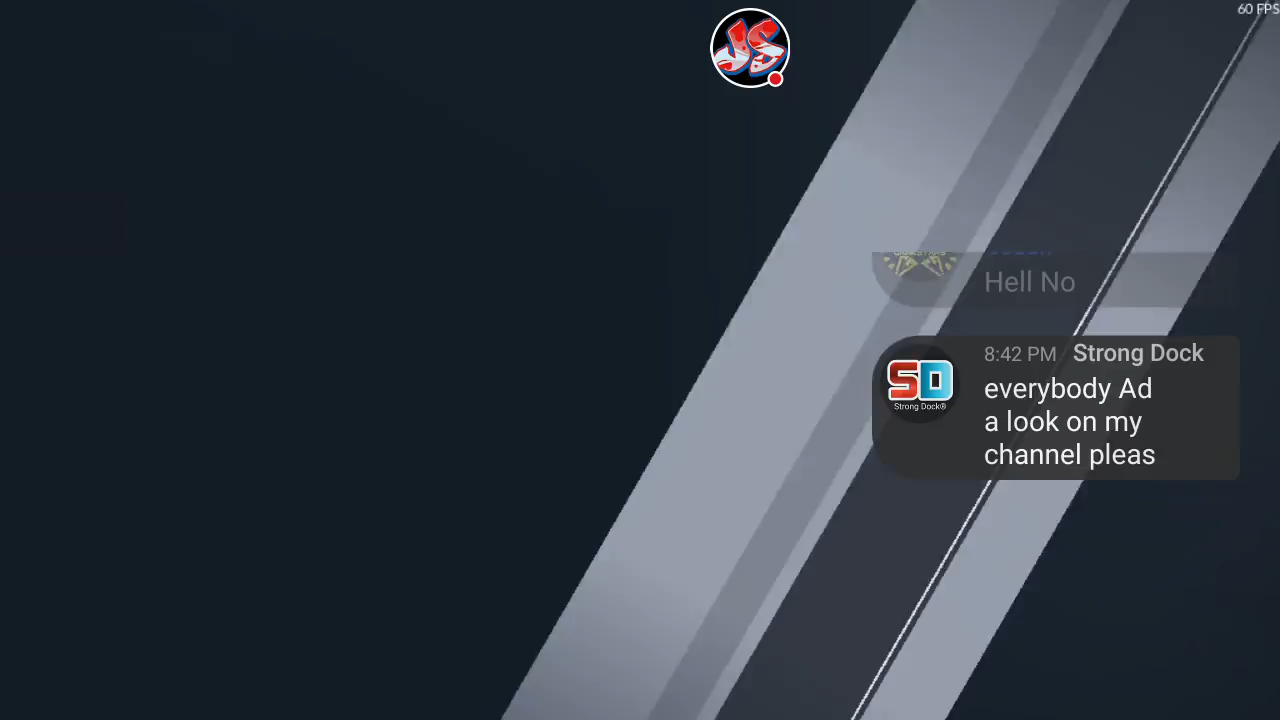 60 FPS
JS
Hell No
8:42 PM Strong Dock
SD
Strong Dock®
everybody Ad
a look on my
channel pleas